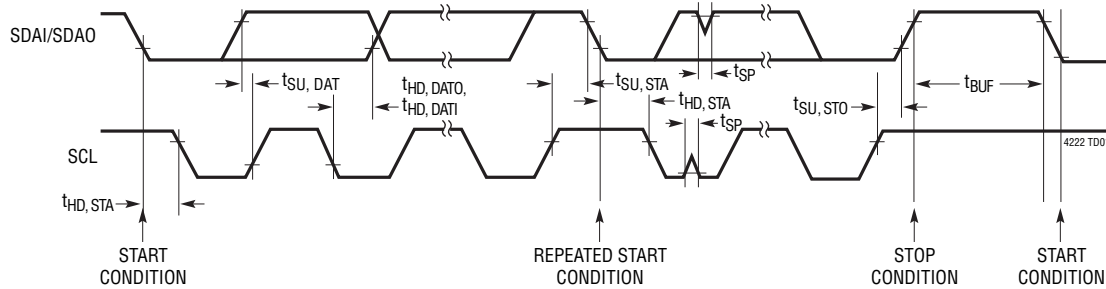 SDAI/SDAO
tSU, DAT
tHD, DATO,
tHD, DATI
tSU, STA
tHD, STA
tSP
tSP
tSU, STO
tBUF
4222 TD01
SCL
tHD, STA
START
CONDITION
REPEATED START
CONDITION
STOP
CONDITION
START
CONDITION